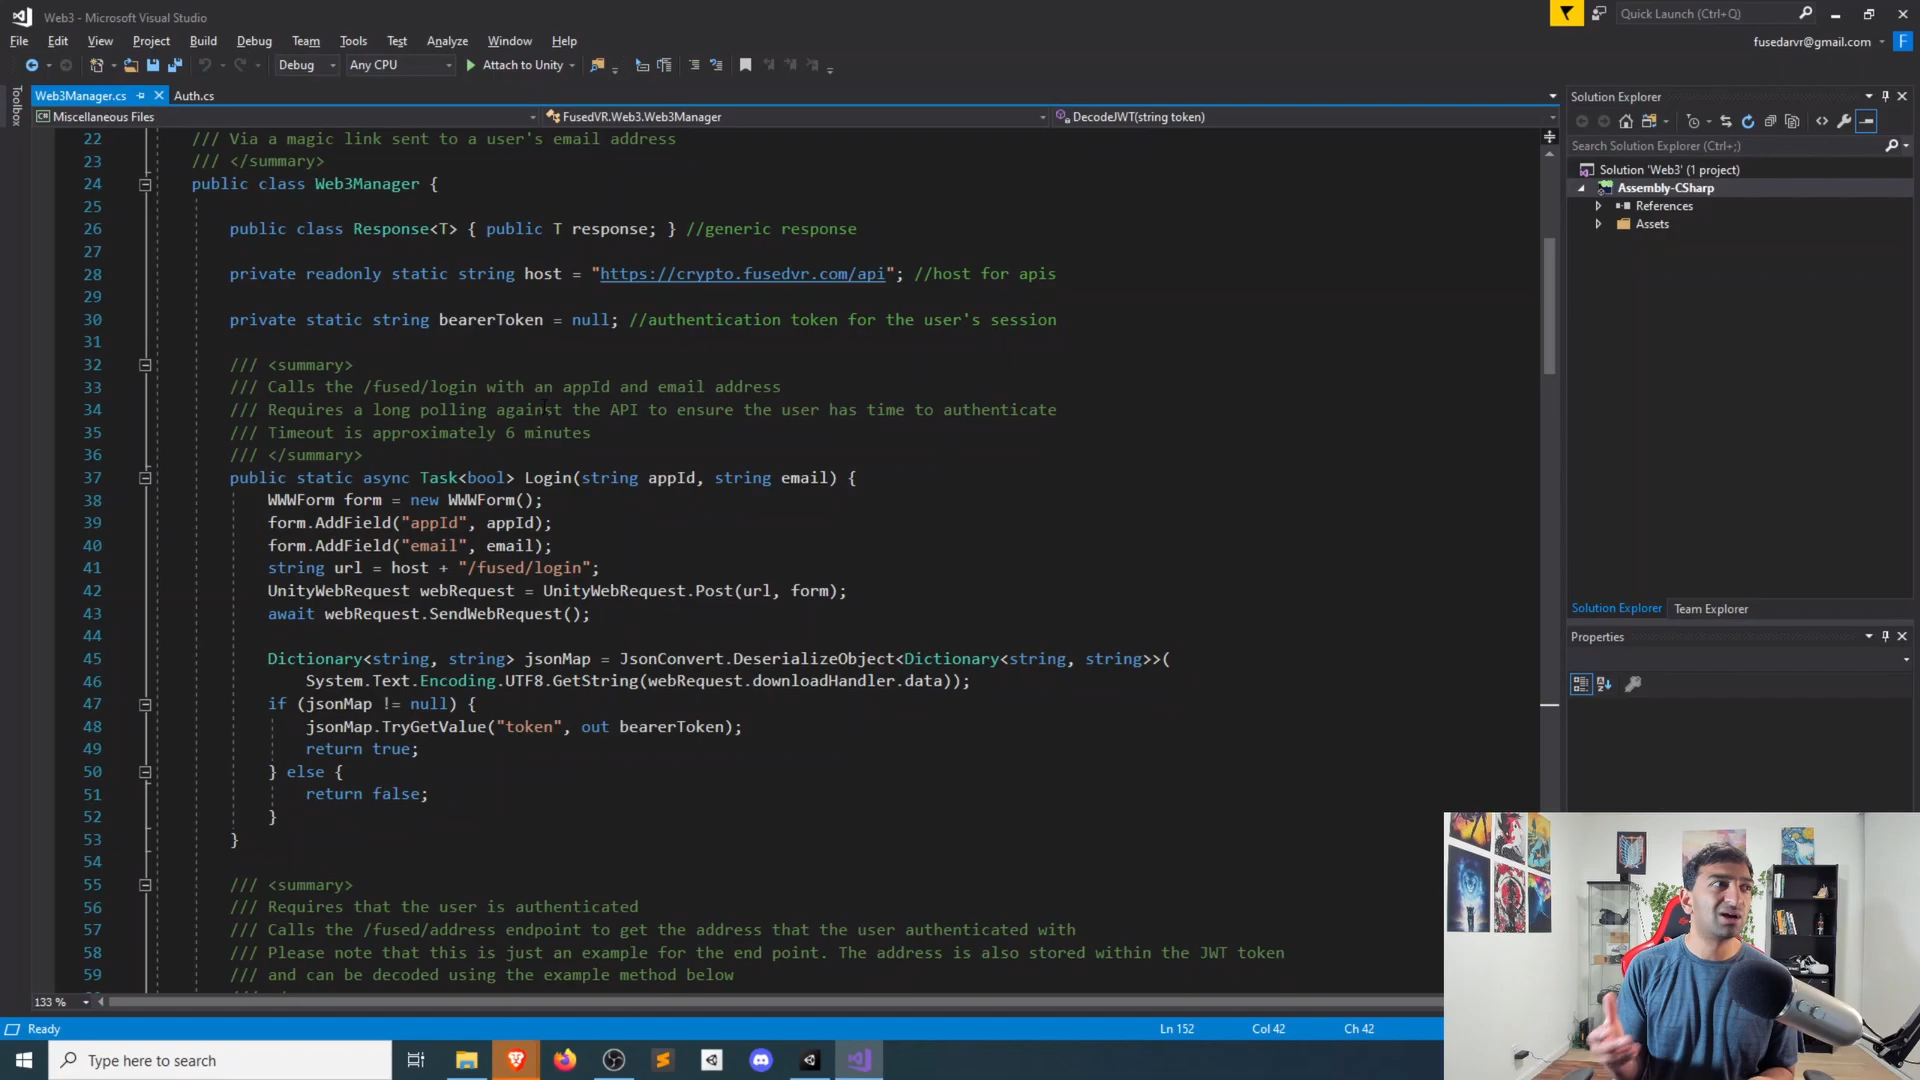 Web3 - Microsoft Visual Studio
Quick Launch (Ctrl+Q)
File Edit View Project Build Debug Team Tools Test Analyze Window Help
fusedarvr@gmail.com F
Debug Any CPU Attach to Unity
Toolbox
Web3Manager.cs Auth.cs
Miscellaneous Files FusedVR.Web3.Web3Manager DecodeJWT(string token)
22 /// Via a magic link sent to a user's email address
23 /// </summary>
24 public class Web3Manager {
25
26 public class Response<T> { public T response; } //generic response
27
28 private readonly static string host = "https://crypto.fusedvr.com/api"; //host for apis
29
30 private static string bearerToken = null; //authentication token for the user's session
31
32 /// <summary>
33 /// Calls the /fused/login with an appId and email address
34 /// Requires a long polling against the API to ensure the user has time to authenticate
35 /// Timeout is approximately 6 minutes
36 /// </summary>
37 public static async Task<bool> Login(string appId, string email) {
38 WWWForm form = new WWWForm();
39 form.AddField("appId", appId);
40 form.AddField("email", email);
41 string url = host + "/fused/login";
42 UnityWebRequest webRequest = UnityWebRequest.Post(url, form);
43 await webRequest.SendWebRequest();
44
45 Dictionary<string, string> jsonMap = JsonConvert.DeserializeObject<Dictionary<string, string>>(
46 System.Text.Encoding.UTF8.GetString(webRequest.downloadHandler.data));
47 if (jsonMap != null) {
48 jsonMap.TryGetValue("token", out bearerToken);
49 return true;
50 } else {
51 return false;
52 }
53 }
54
55 /// <summary>
56 /// Requires that the user is authenticated
57 /// Calls the /fused/address endpoint to get the address that the user authenticated with
58 /// Please note that this is just an example for the end point. The address is also stored within the JWT token
59 /// and can be decoded using the example method below
133 %
Solution Explorer
Search Solution Explorer (Ctrl+;)
Solution 'Web3' (1 project)
Assembly-CSharp
References
Assets
Solution Explorer Team Explorer
Properties
Ready Ln 152 Col 42 Ch 42
Type here to search